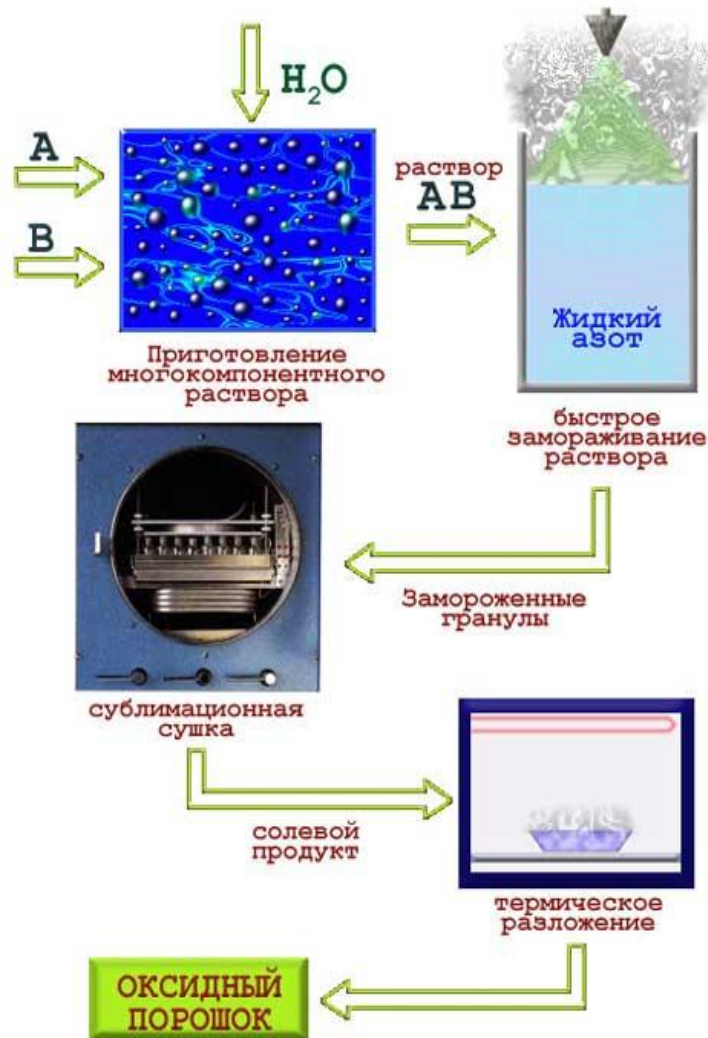 H₂O
А
В
раствор
АВ
Жидкий
азот
Приготовление
многокомпонентного
раствора
быстрое
замораживание
раствора
Замороженные
гранулы
сублимационная
сушка
солевой
продукт
термическое
разложение
ОКСИДНЫЙ
ПОРОШОК